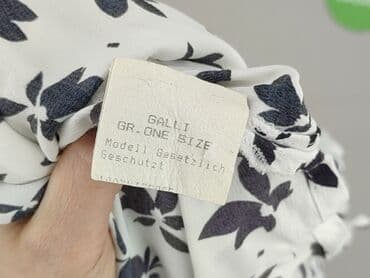 GALLI
GR. ONE SIZE
Modell Gesetzlich
Geschützt